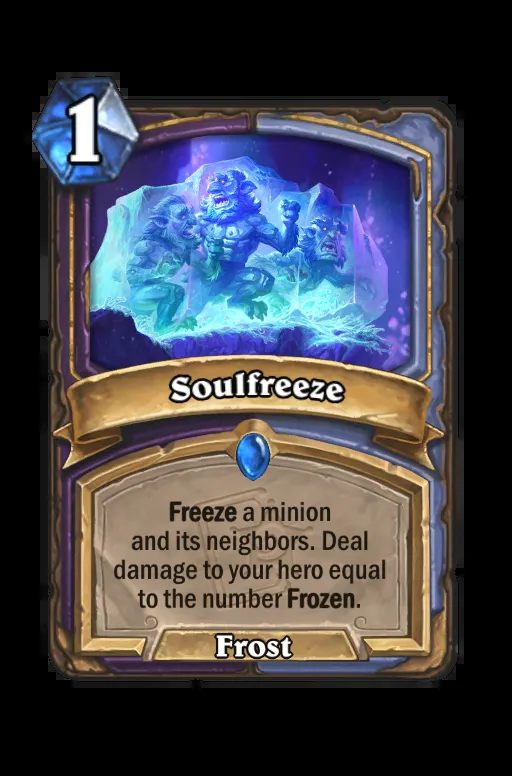 1
Soulfreeze
Freeze a minion
and its neighbors. Deal
damage to your hero equal
to the number Frozen.
Frost